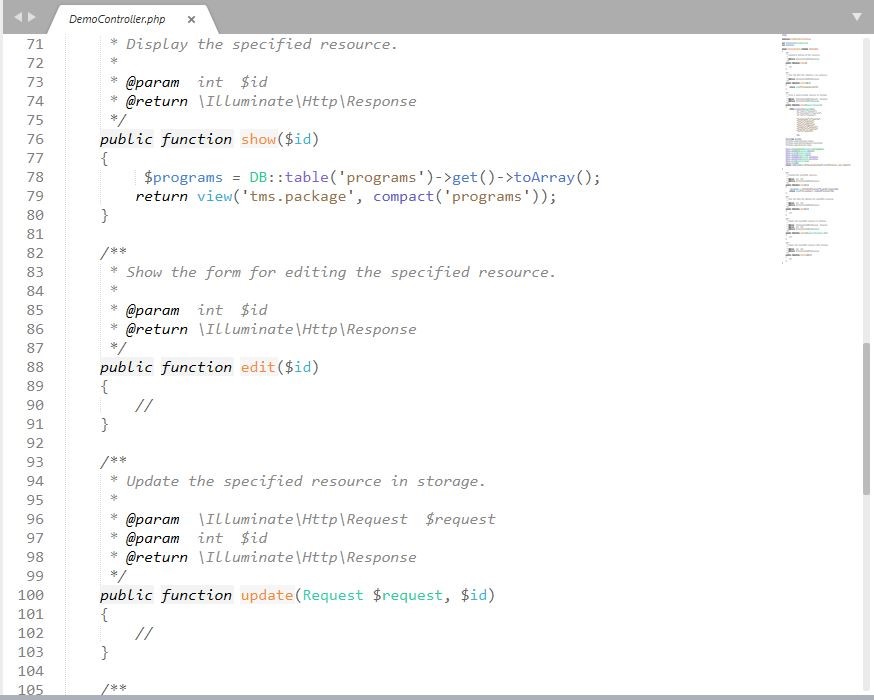 DemoController.php ×
71 * Display the specified resource.
72 *
73 * @param  int  $id
74 * @return \Illuminate\Http\Response
75 */
76 public function show($id)
77 {
78 $programs = DB::table('programs')->get()->toArray();
79 return view('tms.package', compact('programs'));
80 }
81
82 /**
83 * Show the form for editing the specified resource.
84 *
85 * @param  int  $id
86 * @return \Illuminate\Http\Response
87 */
88 public function edit($id)
89 {
90 //
91 }
92
93 /**
94 * Update the specified resource in storage.
95 *
96 * @param  \Illuminate\Http\Request  $request
97 * @param  int  $id
98 * @return \Illuminate\Http\Response
99 */
100 public function update(Request $request, $id)
101 {
102 //
103 }
104
105 /**